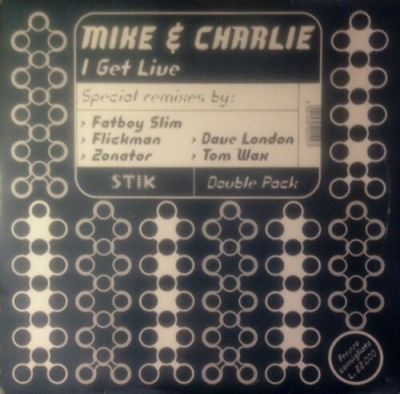 MIKE & CHARLIE
I Get Live
Special remixes by:
> Fatboy Slim
> Flickman > Dave London
> Zonator > Tom Wax
STIK Double Pack
Prezzo
consigliato
L. 22.000